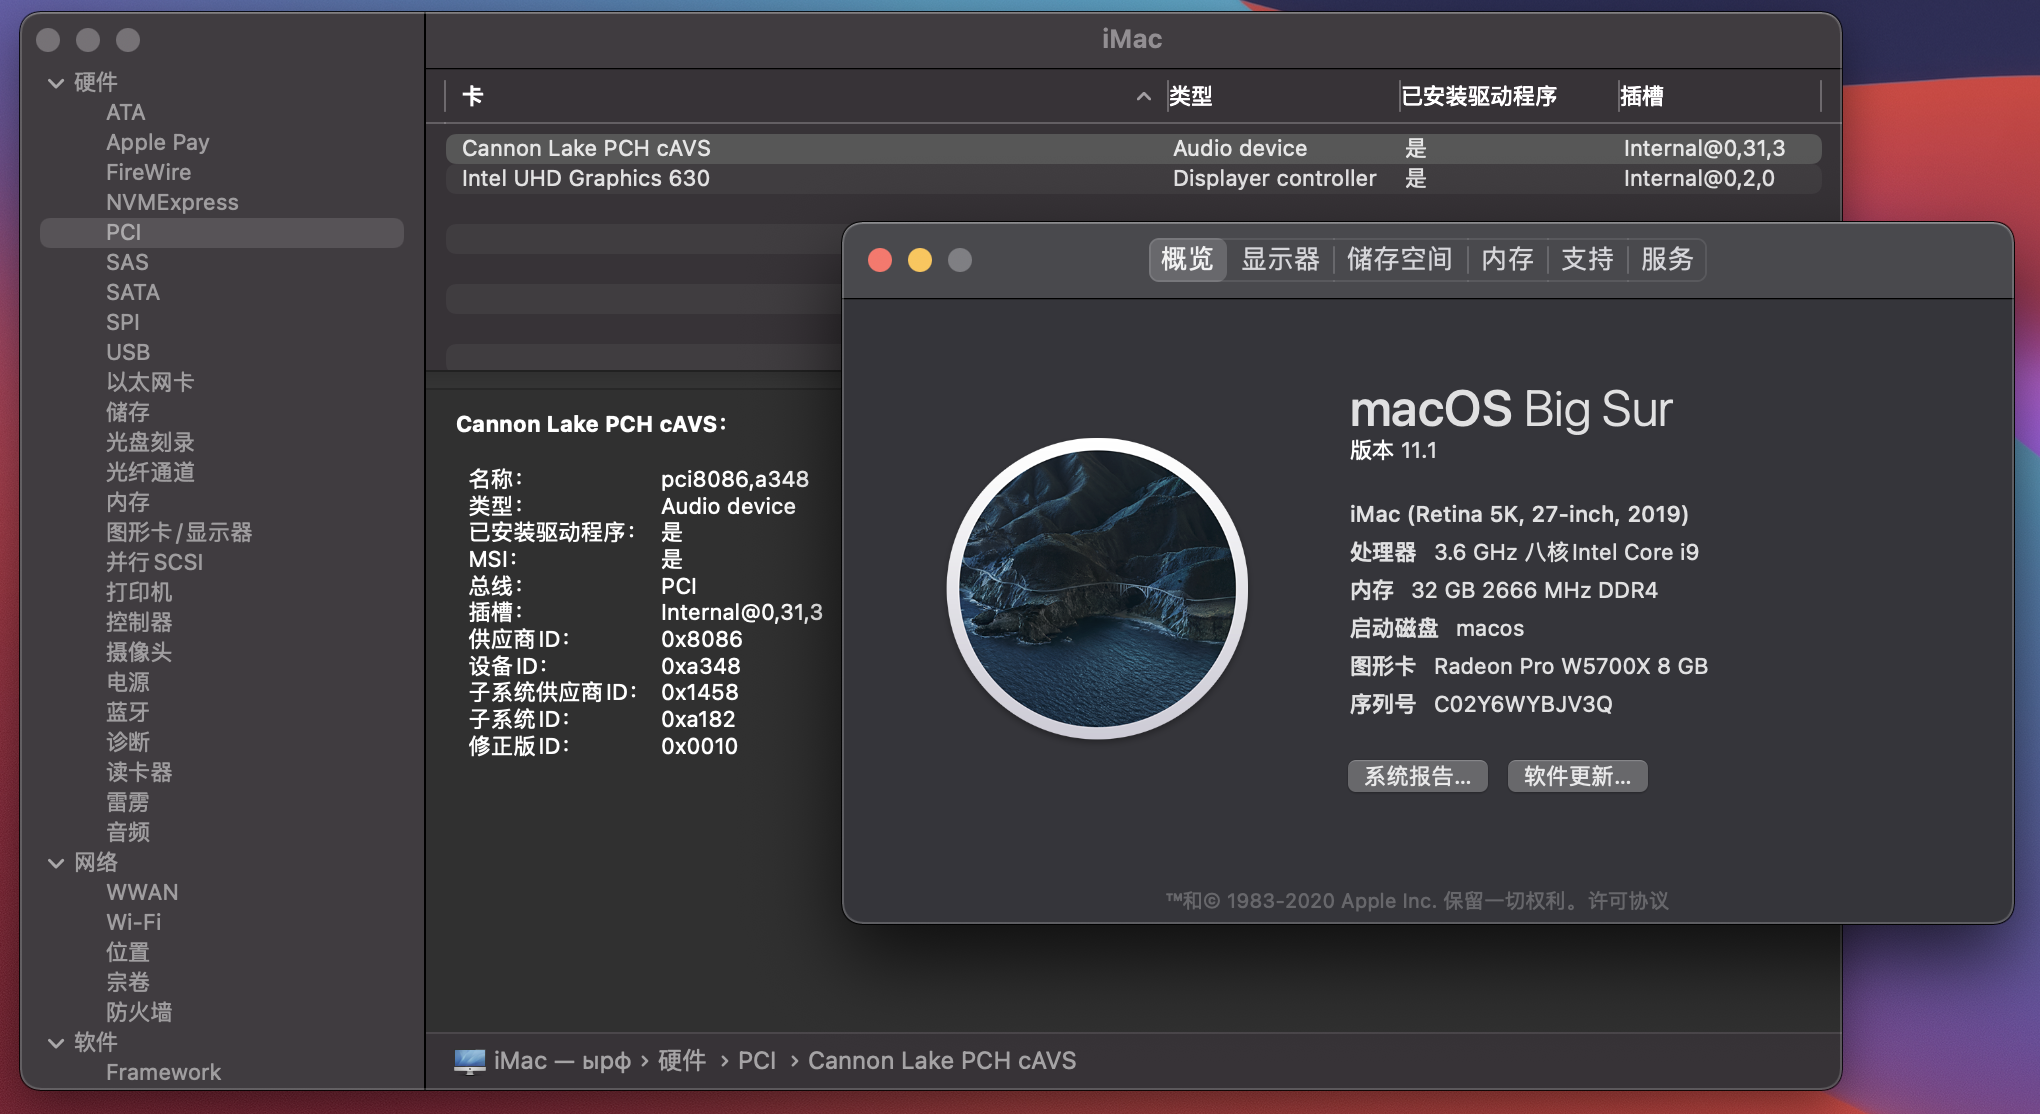 iMac
硬件
ATA
Apple Pay
FireWire
NVMExpress
PCI
SAS
SATA
SPI
USB
以太网卡
储存
光盘刻录
光纤通道
内存
图形卡/显示器
并行SCSI
打印机
控制器
摄像头
电源
蓝牙
诊断
读卡器
雷雳
音频
网络
WWAN
Wi-Fi
位置
宗卷
防火墙
软件
Framework
卡 类型 已安装驱动程序 插槽
Cannon Lake PCH cAVS Audio device 是 Internal@0,31,3
Intel UHD Graphics 630 Displayer controller 是 Internal@0,2,0
Cannon Lake PCH cAVS:
名称: pci8086,a348
类型: Audio device
已安装驱动程序: 是
MSI: 是
总线: PCI
插槽: Internal@0,31,3
供应商ID: 0x8086
设备ID: 0xa348
子系统供应商ID: 0x1458
子系统ID: 0xa182
修正版ID: 0x0010
iMac — ырф › 硬件 › PCI › Cannon Lake PCH cAVS
概览 显示器 储存空间 内存 支持 服务
macOS Big Sur
版本 11.1
iMac (Retina 5K, 27-inch, 2019)
处理器 3.6 GHz 八核Intel Core i9
内存 32 GB 2666 MHz DDR4
启动磁盘 macos
图形卡 Radeon Pro W5700X 8 GB
序列号 C02Y6WYBJV3Q
系统报告... 软件更新...
™和© 1983-2020 Apple Inc. 保留一切权利。许可协议